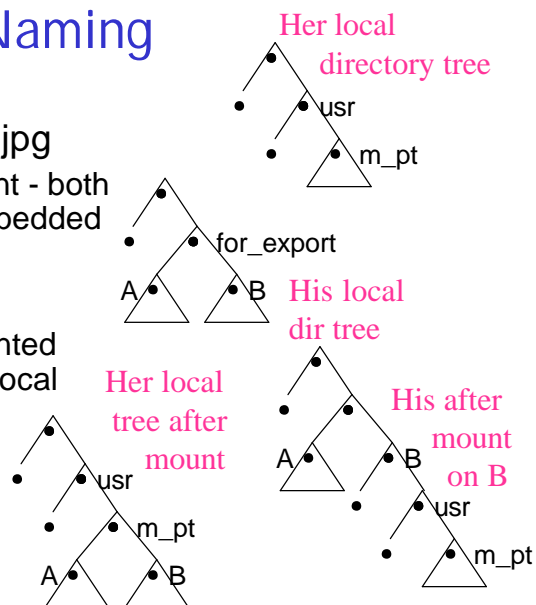 Naming
Her local
directory tree
usr
jpg
m_pt
nt - both
bedded
for_export
A
B
His local
dir tree
nted
ocal
Her local
tree after
mount
His after
mount
on B
A
B
usr
usr
m_pt
m_pt
A
B